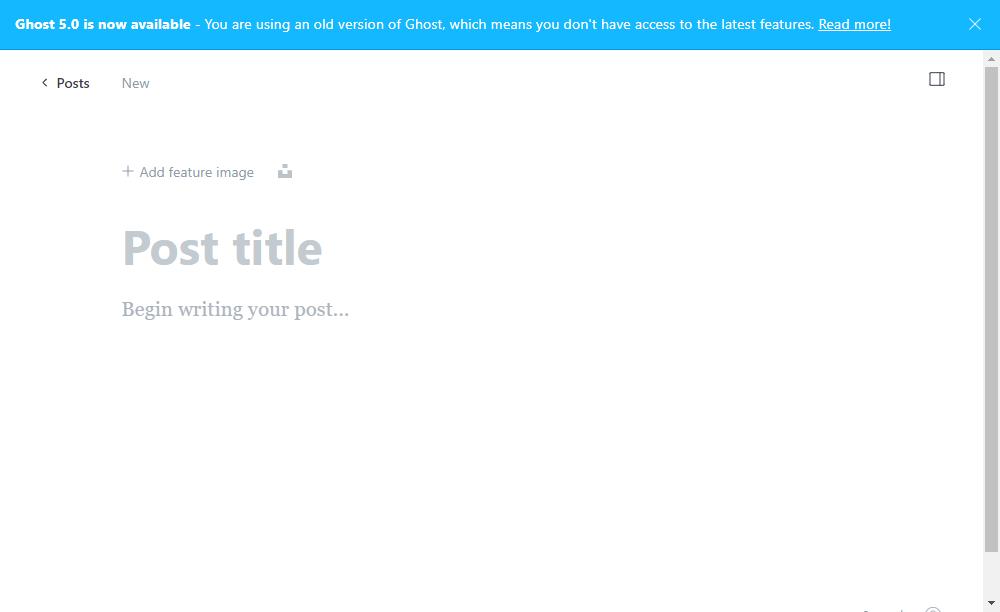 Ghost 5.0 is now available - You are using an old version of Ghost, which means you don't have access to the latest features. Read more!
Posts New
Add feature image
Post title
Begin writing your post...